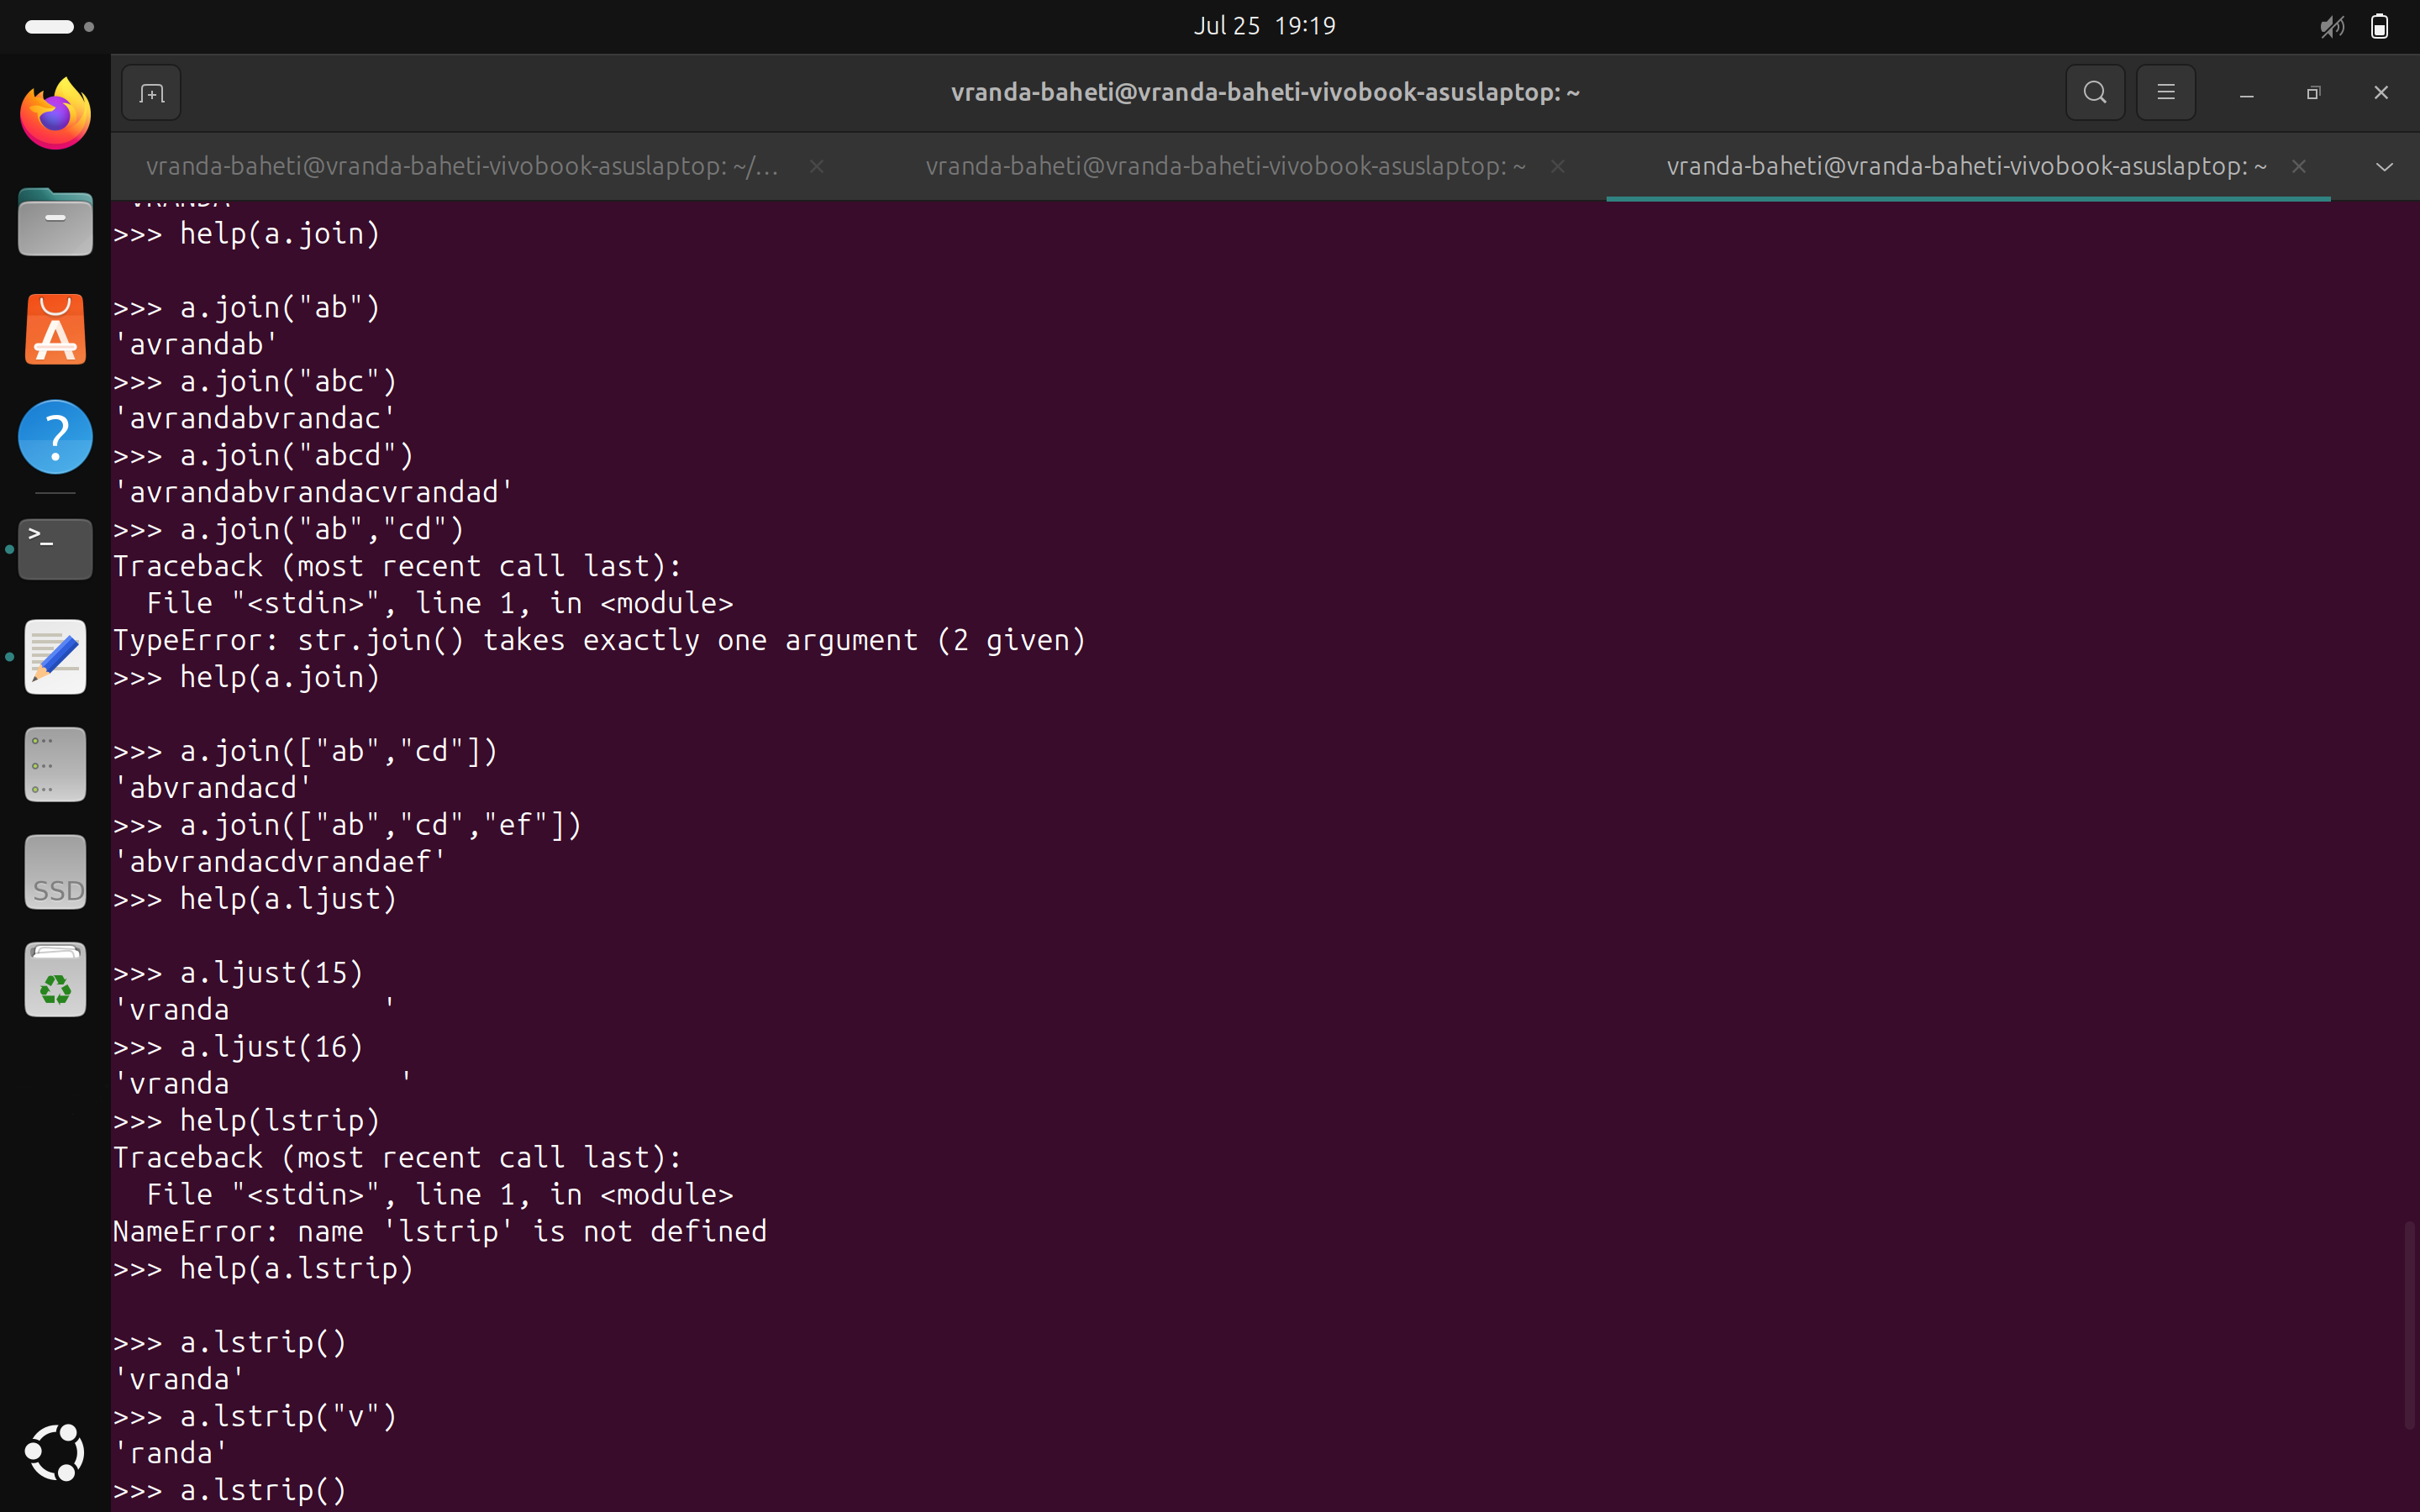 Jul 25 19:19
vranda-baheti@vranda-baheti-vivobook-asuslaptop: ~
vranda-baheti@vranda-baheti-vivobook-asuslaptop: ~/...
vranda-baheti@vranda-baheti-vivobook-asuslaptop: ~
vranda-baheti@vranda-baheti-vivobook-asuslaptop: ~
>>> help(a.join)
>>> a.join("ab")
'avrandab'
>>> a.join("abc")
'avrandabvrandac'
>>> a.join("abcd")
'avrandabvrandacvrandad'
>>> a.join("ab","cd")
Traceback (most recent call last):
  File "<stdin>", line 1, in <module>
TypeError: str.join() takes exactly one argument (2 given)
>>> help(a.join)
>>> a.join(["ab","cd"])
'abvrandacd'
>>> a.join(["ab","cd","ef"])
'abvrandacdvrandaef'
>>> help(a.ljust)
>>> a.ljust(15)
'vranda         '
>>> a.ljust(16)
'vranda          '
>>> help(lstrip)
Traceback (most recent call last):
  File "<stdin>", line 1, in <module>
NameError: name 'lstrip' is not defined
>>> help(a.lstrip)
>>> a.lstrip()
'vranda'
>>> a.lstrip("v")
'randa'
>>> a.lstrip()
SSD